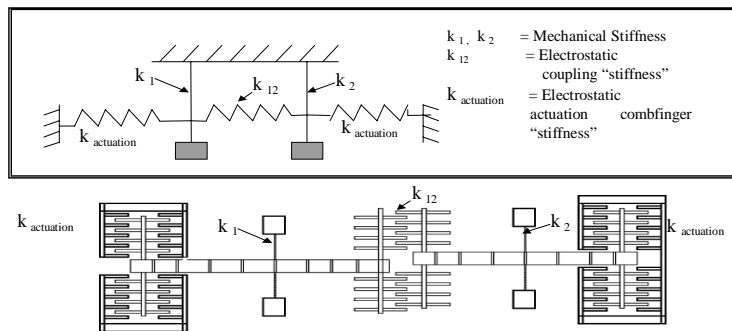 k 1
k 12
k 2
k actuation
k actuation
k 1, k 2 = Mechanical Stiffness
k 12 = Electrostatic
coupling “stiffness”
k actuation = Electrostatic
actuation combfinger
“stiffness”
k actuation
k 1
k 12
k 2
k actuation